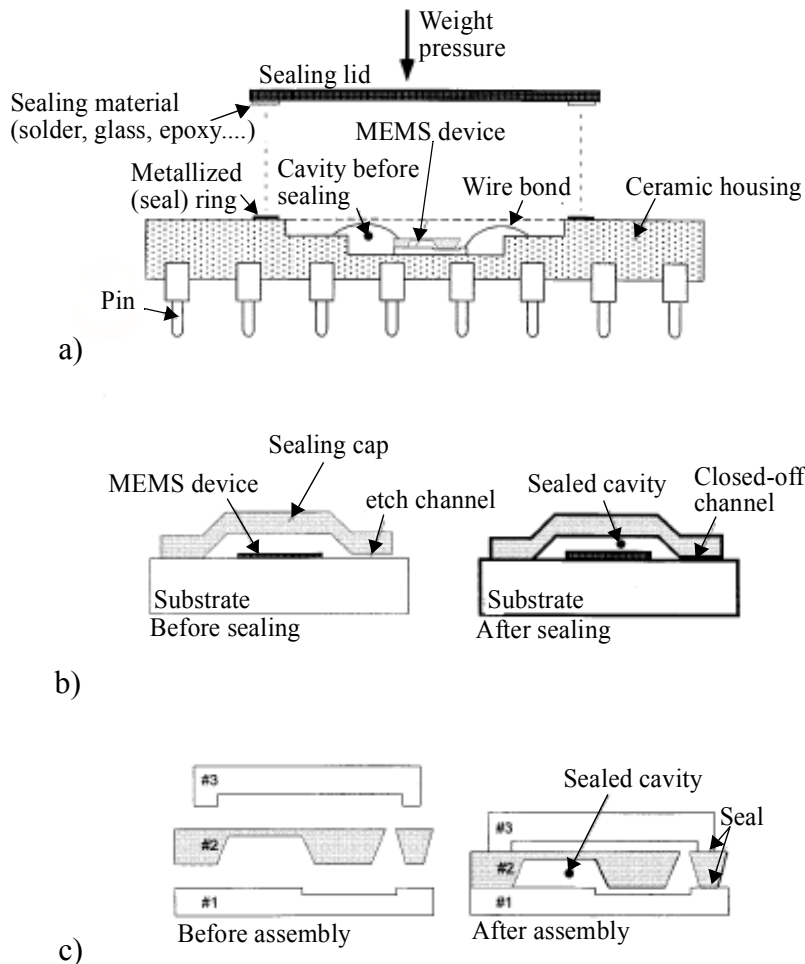 Weight
pressure
Sealing lid
Sealing material
(solder, glass, epoxy....)
MEMS device
Metallized
(seal) ring
Cavity before
sealing
Wire bond
Ceramic housing
Pin
a)
Sealing cap
MEMS device
etch channel
Substrate
Before sealing
Sealed cavity
Closed-off
channel
Substrate
After sealing
b)
#3
#2
#1
Before assembly
Sealed cavity
Seal
#3
#2
#1
After assembly
c)